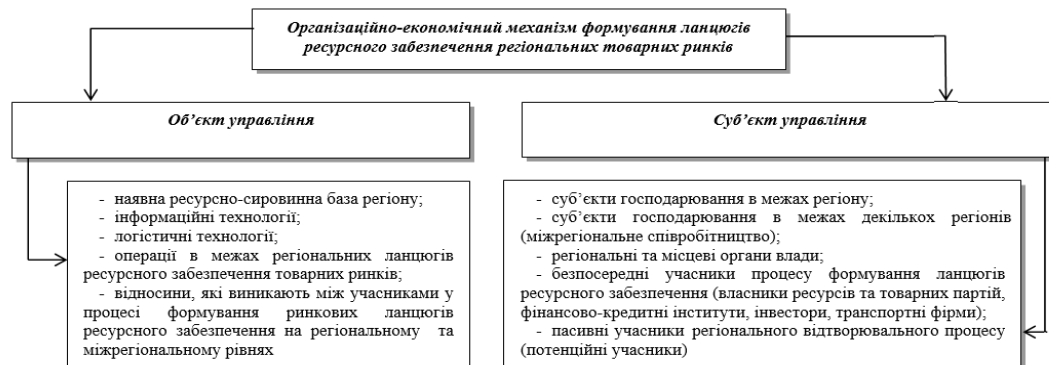 Організаційно-економічний механізм формування ланцюгів
ресурсного забезпечення регіональних товарних ринків
Об’єкт управління
- наявна ресурсно-сировинна база регіону;
- інформаційні технології;
- логістичні технології;
- операції в межах регіональних ланцюгів
ресурсного забезпечення товарних ринків;
- відносини, які виникають між учасниками у
процесі формування ринкових ланцюгів
ресурсного забезпечення на регіональному та
міжрегіональному рівнях
Суб’єкт управління
- суб’єкти господарювання в межах регіону;
- суб’єкти господарювання в межах декількох регіонів
(міжрегіональне співробітництво);
- регіональні та місцеві органи влади;
- безпосередні учасники процесу формування ланцюгів
ресурсного забезпечення (власники ресурсів та товарних партій,
фінансово-кредитні інститути, інвестори, транспортні фірми);
- пасивні учасники регіонального відтворювального процесу
(потенційні учасники)